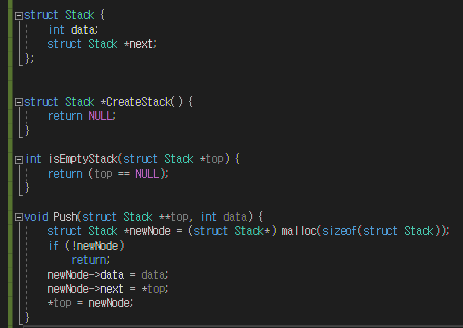 struct Stack {
int data;
struct Stack *next;
};
struct Stack *CreateStack() {
return NULL;
}
int isEmptyStack(struct Stack *top) {
return (top == NULL);
}
void Push(struct Stack **top, int data) {
struct Stack *newNode = (struct Stack*) malloc(sizeof(struct Stack));
if (!newNode)
return;
newNode->data = data;
newNode->next = *top;
*top = newNode;
}